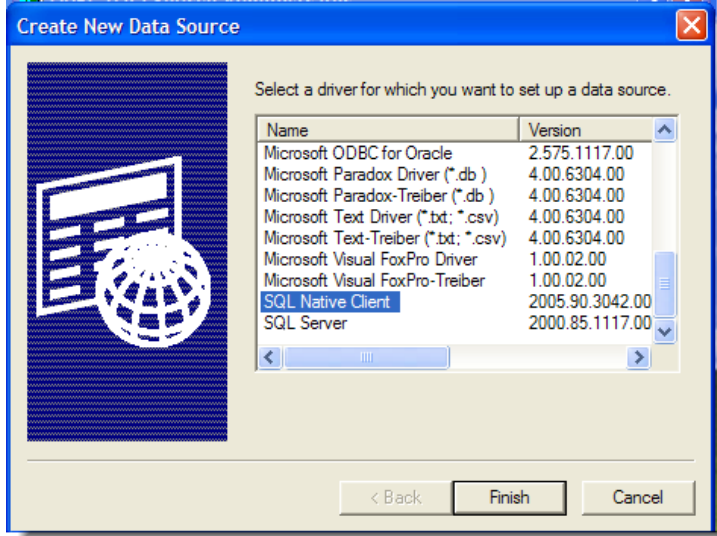 Create New Data Source
Select a driver for which you want to set up a data source.
Name Version
Microsoft ODBC for Oracle 2.575.1117.00
Microsoft Paradox Driver (*.db ) 4.00.6304.00
Microsoft Paradox-Treiber (*.db ) 4.00.6304.00
Microsoft Text Driver (*.txt; *.csv) 4.00.6304.00
Microsoft Text-Treiber (*.txt; *.csv) 4.00.6304.00
Microsoft Visual FoxPro Driver 1.00.02.00
Microsoft Visual FoxPro-Treiber 1.00.02.00
SQL Native Client 2005.90.3042.00
SQL Server 2000.85.1117.00
< Back Finish Cancel